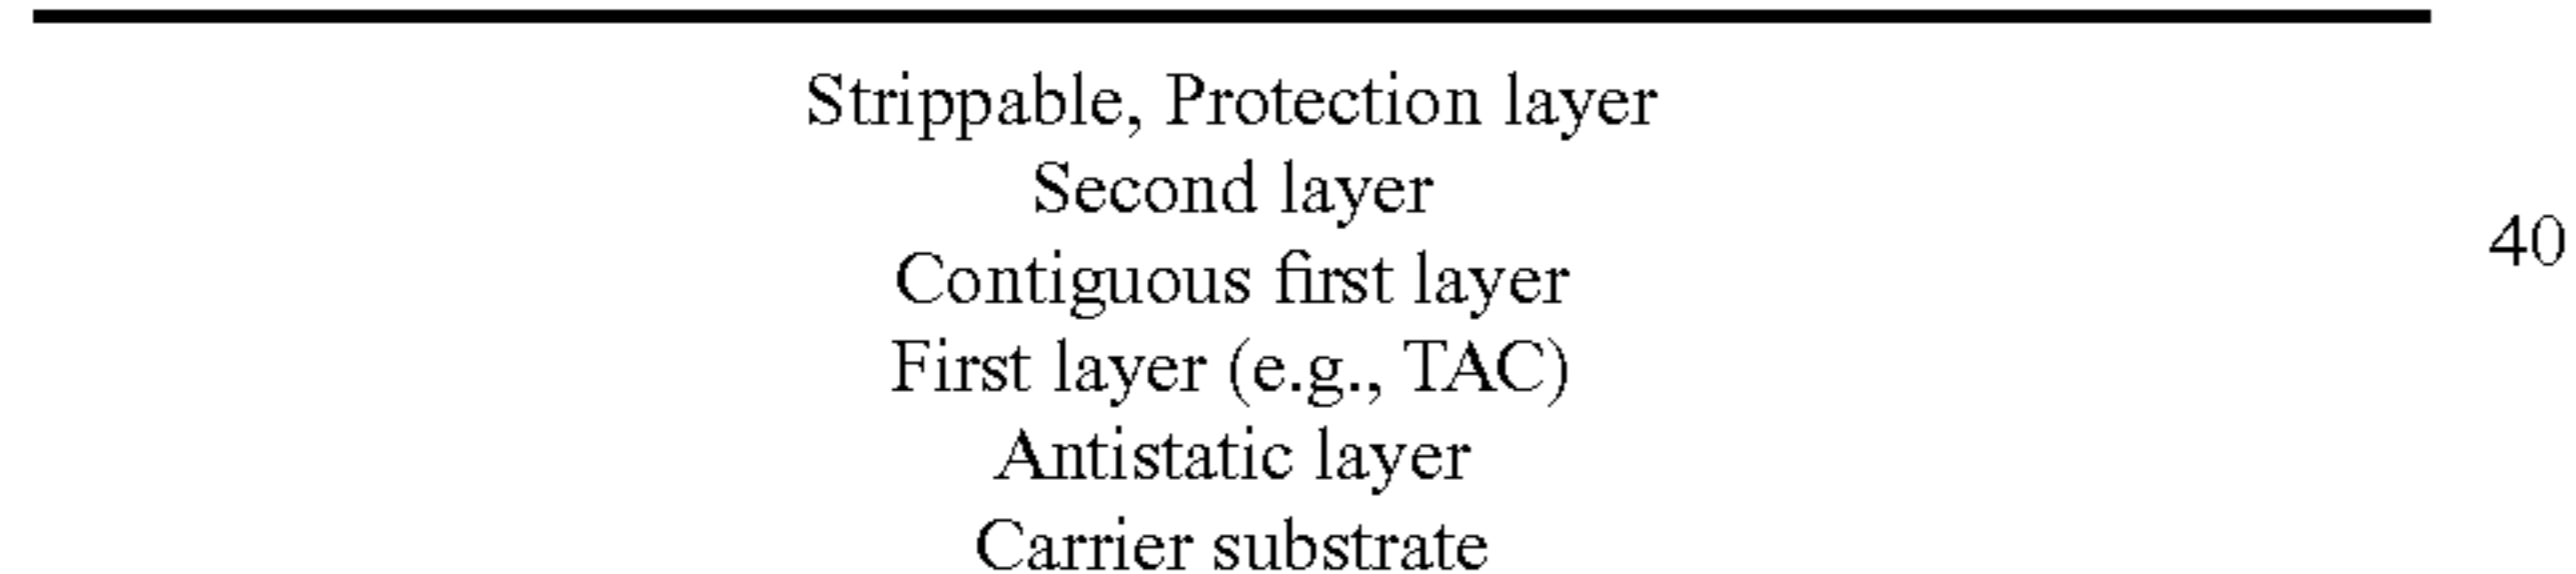 Strippable, Protection layer
Second layer
40
Contiguous first layer
First layer (e.g., TAC)
Antistatic layer
Carrier substrate